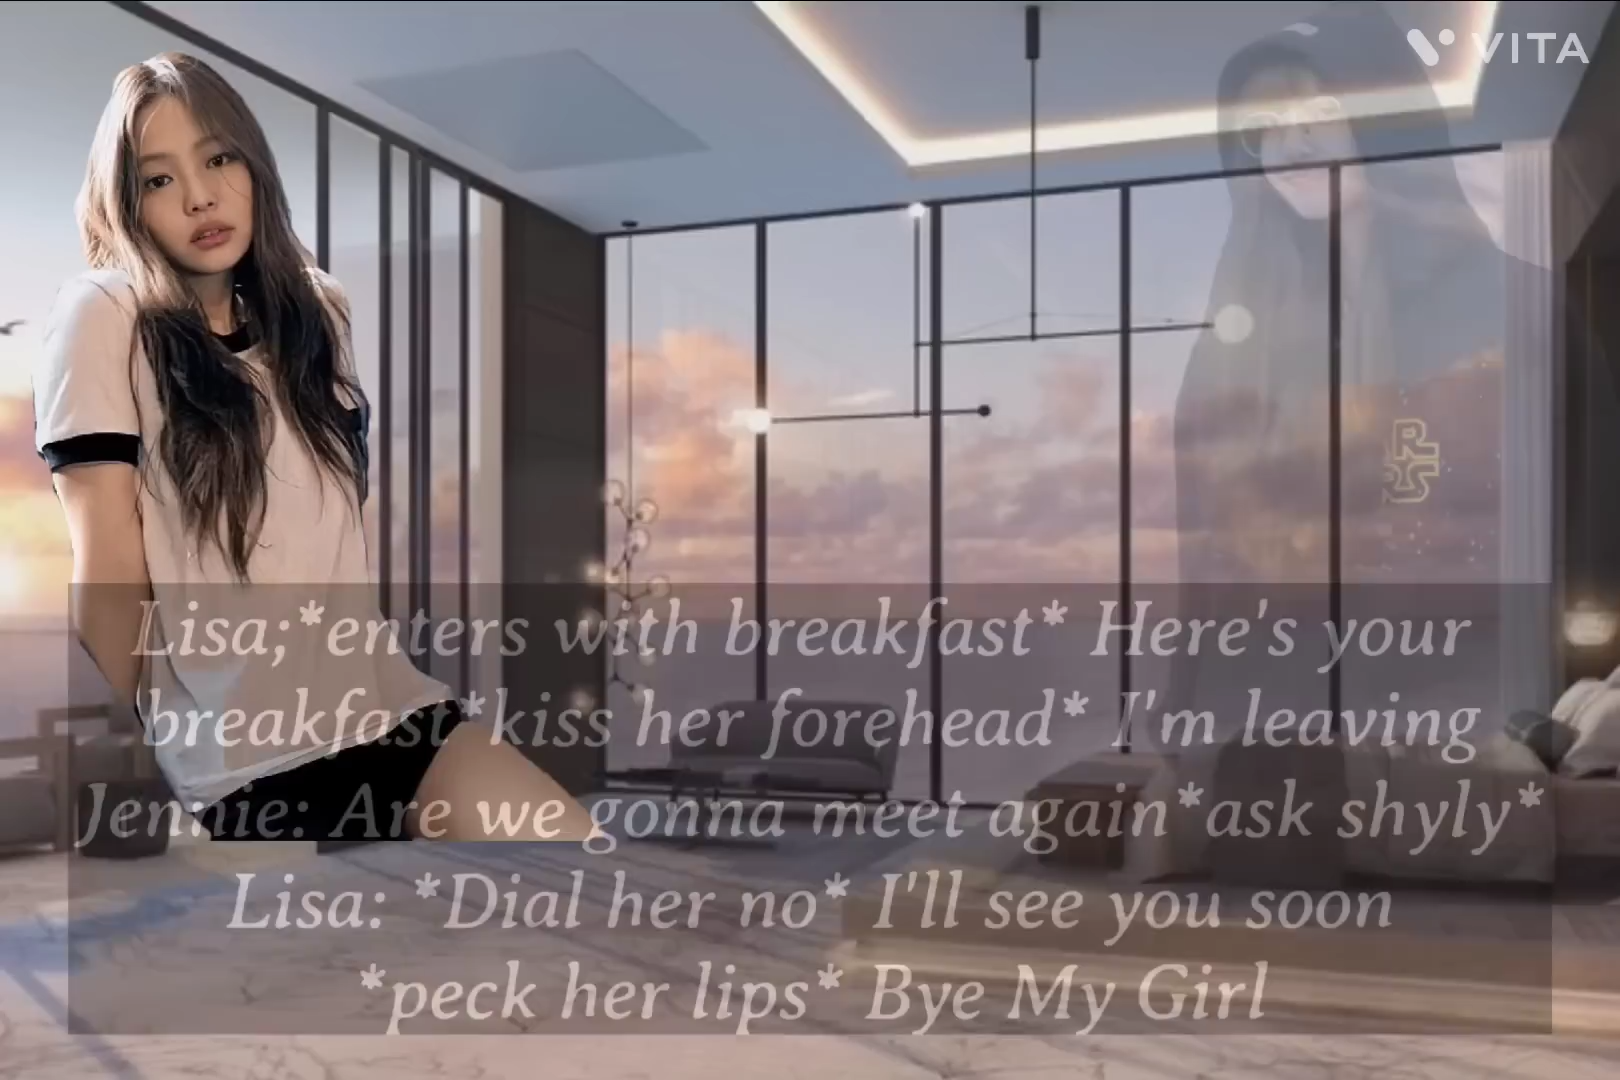 VITA
R
RS
Lisa;*enters with breakfast* Here's your
breakfast*kiss her forehead* I'm leaving
Jennie: Are we gonna meet again*ask shyly*
Lisa: *Dial her no* I'll see you soon
*peck her lips* Bye My Girl